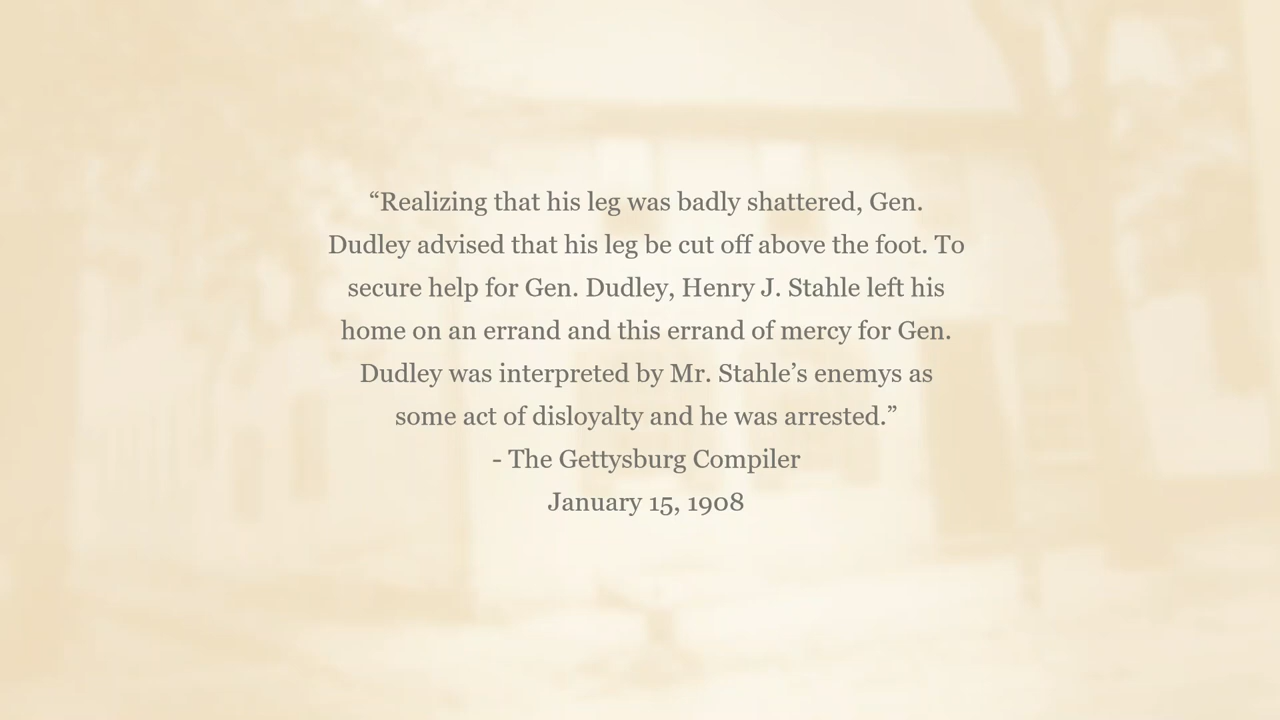 “Realizing that his leg was badly shattered, Gen.
Dudley advised that his leg be cut off above the foot. To
secure help for Gen. Dudley, Henry J. Stahle left his
home on an errand and this errand of mercy for Gen.
Dudley was interpreted by Mr. Stahle’s enemys as
some act of disloyalty and he was arrested.”
- The Gettysburg Compiler
January 15, 1908